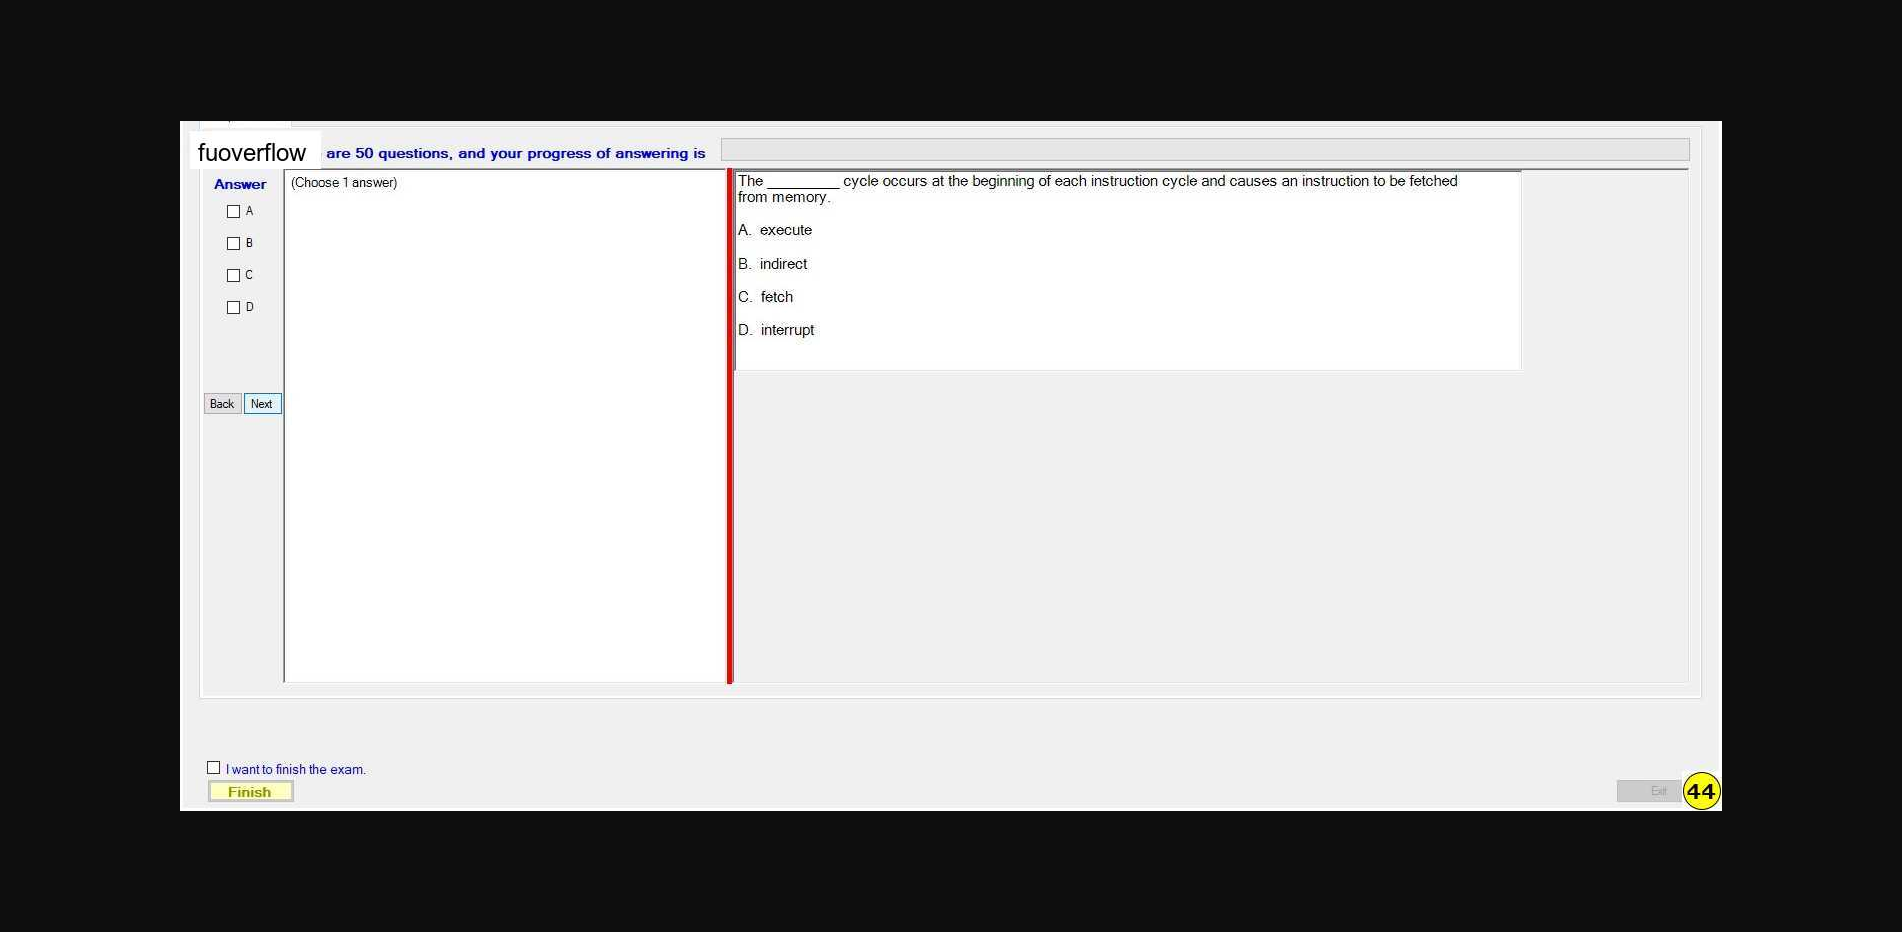 fuoverflow are 50 questions, and your progress of answering is
Answer
A
B
C
D
Back Next
(Choose 1 answer)
The _________ cycle occurs at the beginning of each instruction cycle and causes an instruction to be fetched
from memory.
A. execute
B. indirect
C. fetch
D. interrupt
I want to finish the exam.
Finish
Exit
44